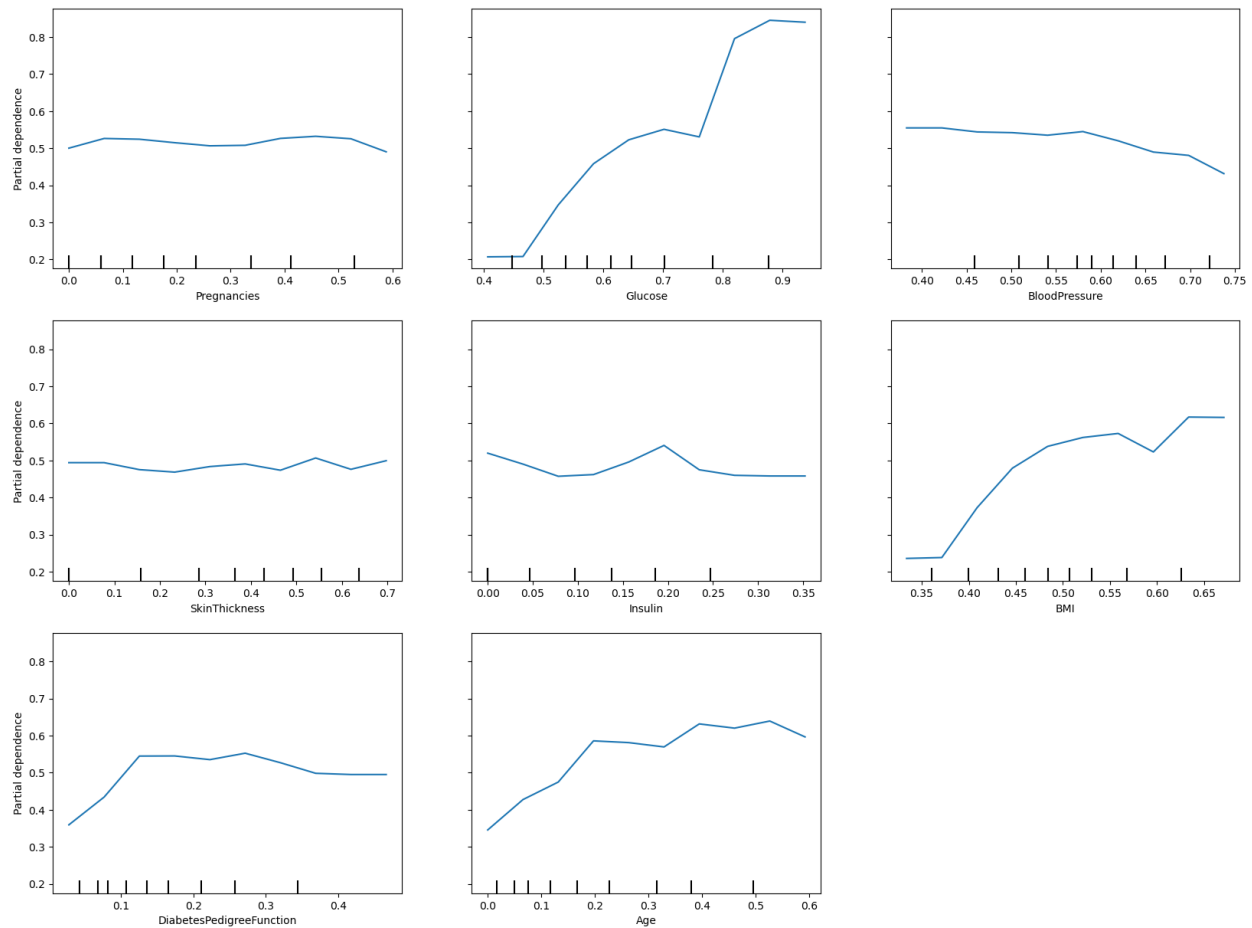 Partial dependence
0.8
0.7
0.6
0.5
0.4
0.3
0.2
0.0 0.1 0.2 0.3 0.4 0.5 0.6
Pregnancies
0.4 0.5 0.6 0.7 0.8 0.9
Glucose
0.40 0.45 0.50 0.55 0.60 0.65 0.70 0.75
BloodPressure
Partial dependence
0.8
0.7
0.6
0.5
0.4
0.3
0.2
0.0 0.1 0.2 0.3 0.4 0.5 0.6 0.7
SkinThickness
0.00 0.05 0.10 0.15 0.20 0.25 0.30 0.35
Insulin
0.35 0.40 0.45 0.50 0.55 0.60 0.65
BMI
Partial dependence
0.8
0.7
0.6
0.5
0.4
0.3
0.2
0.1 0.2 0.3 0.4
DiabetesPedigreeFunction
0.0 0.1 0.2 0.3 0.4 0.5 0.6
Age